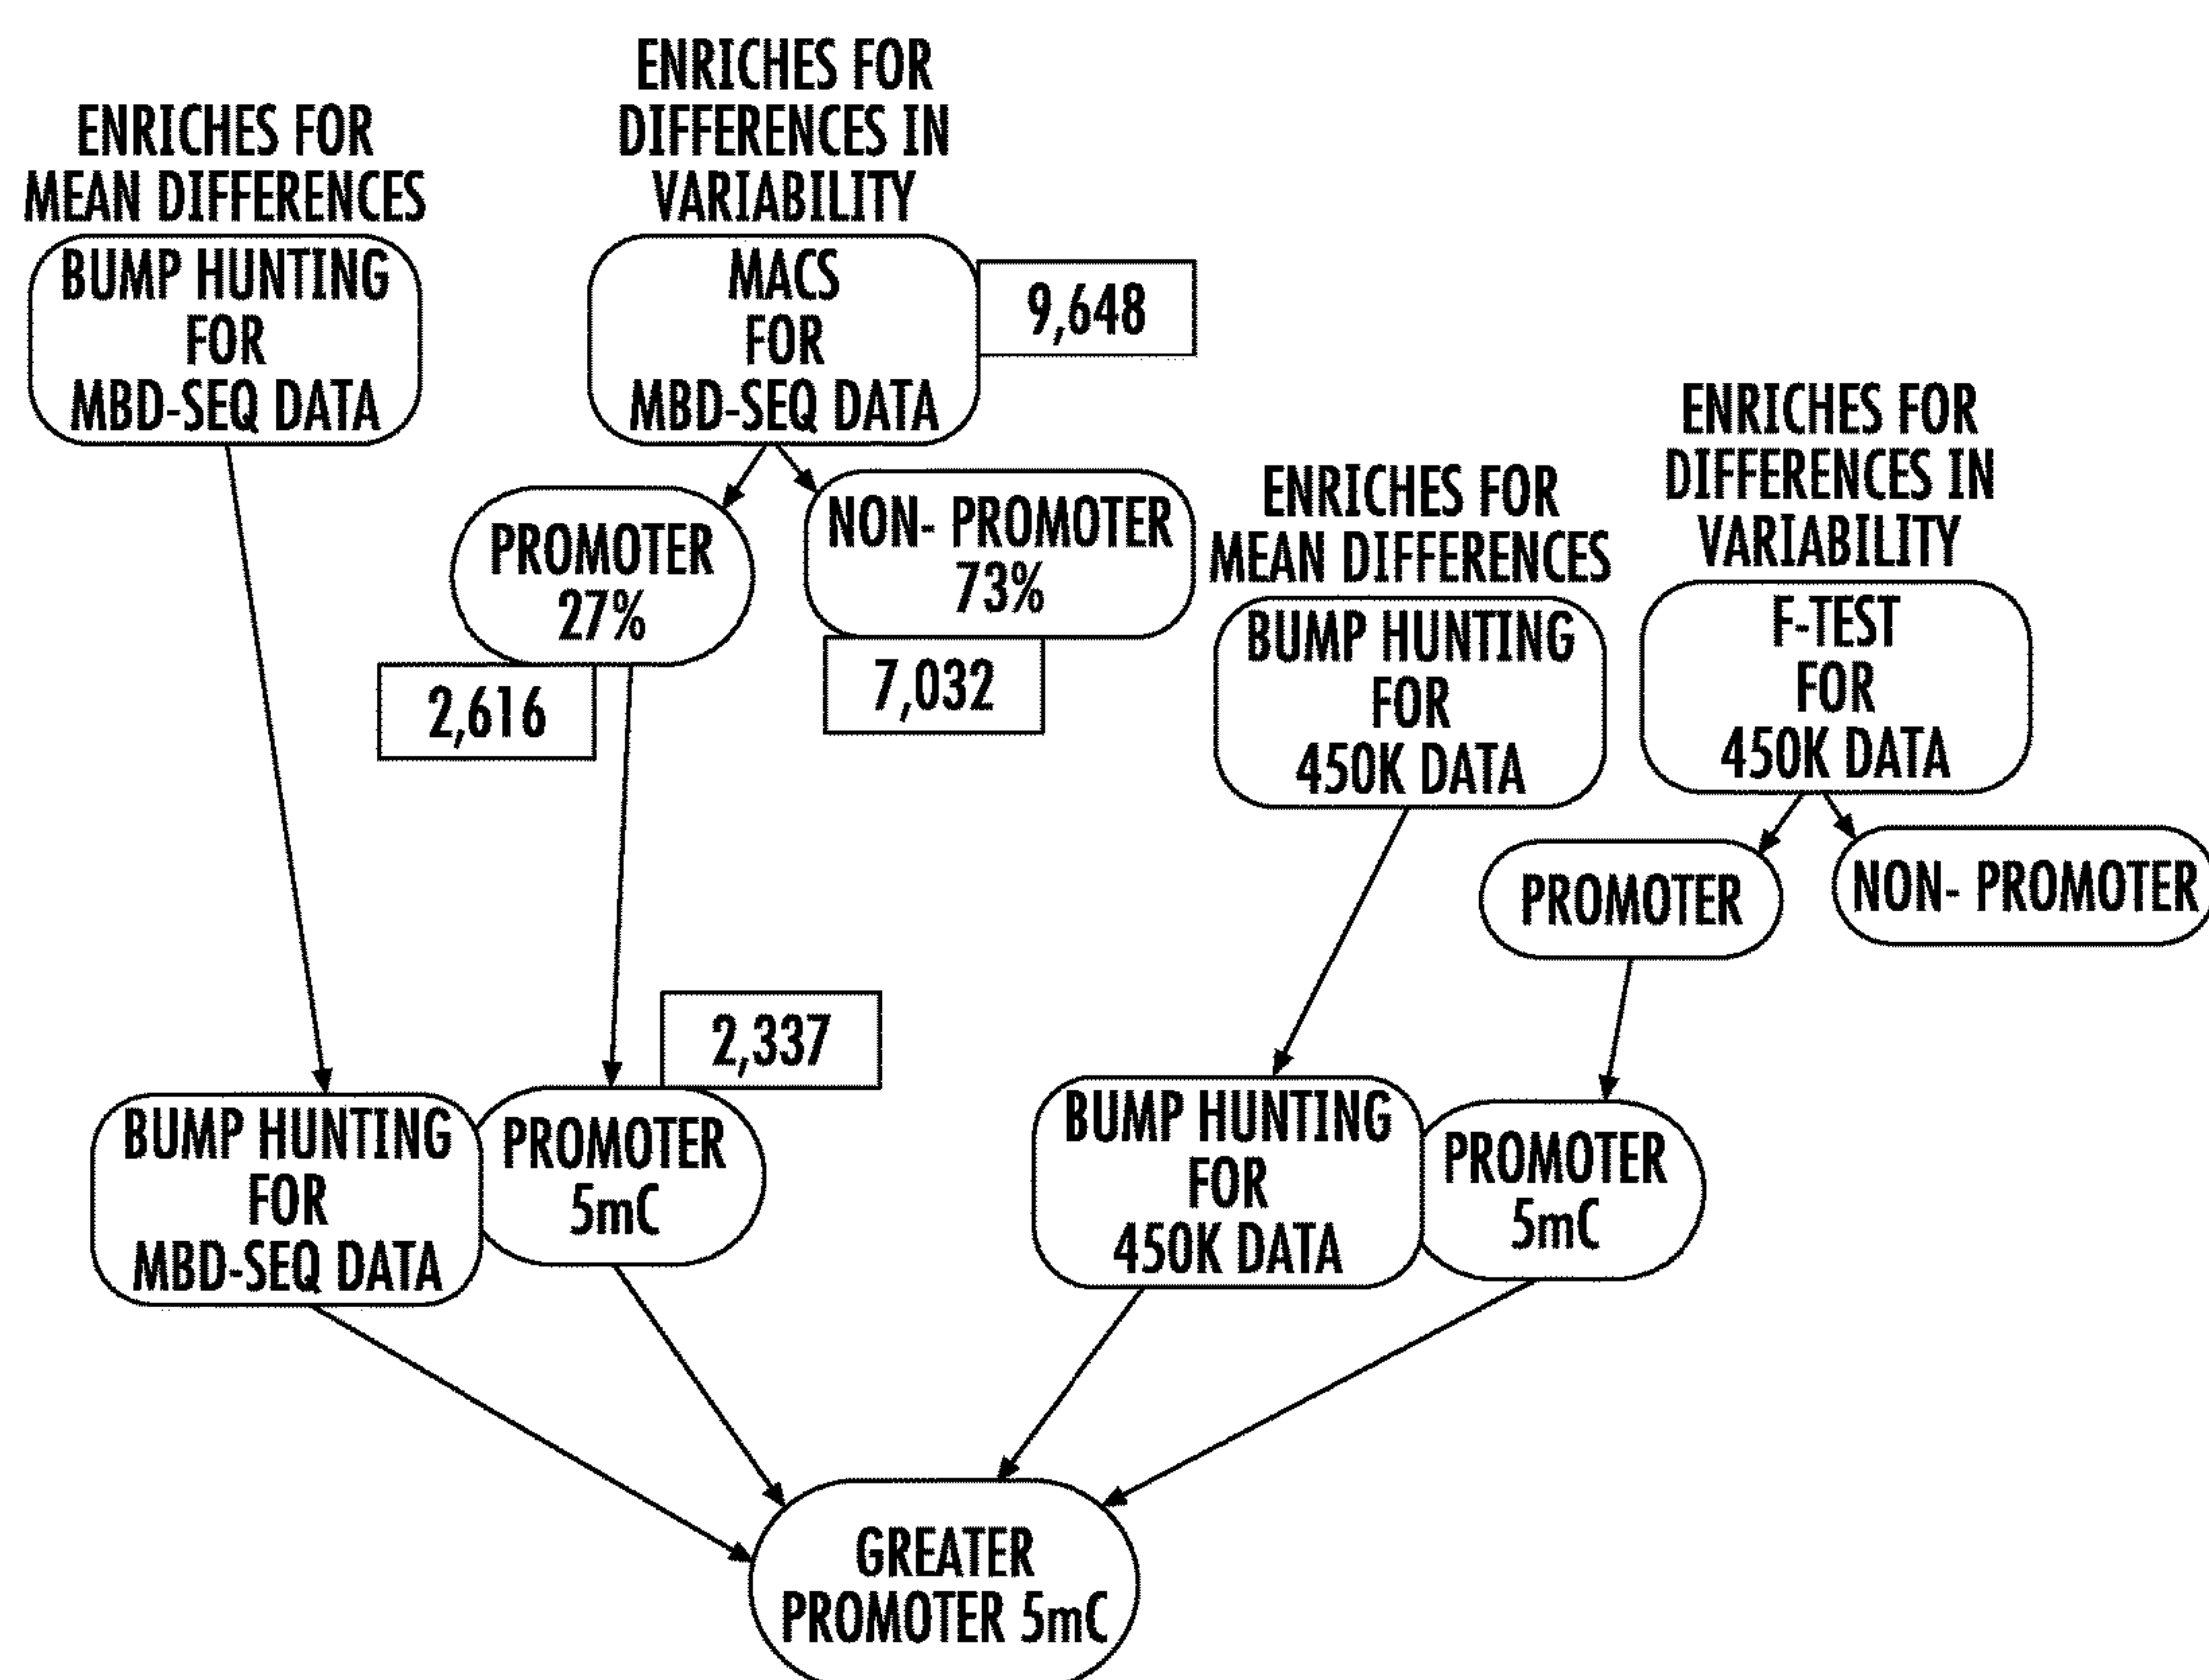 ENRICHES FOR
MEAN DIFFERENCES
BUMP HUNTING
FOR
MBD-SEQ DATA
ENRICHES FOR
DIFFERENCES IN
VARIABILITY
MACS
FOR
MBD-SEQ DATA
9,648
PROMOTER
27%
2,616
NON- PROMOTER
73%
7,032
ENRICHES FOR
MEAN DIFFERENCES
BUMP HUNTING
FOR
450K DATA
ENRICHES FOR
DIFFERENCES IN
VARIABILITY
F-TEST
FOR
450K DATA
PROMOTER
NON- PROMOTER
2,337
BUMP HUNTING
FOR
MBD-SEQ DATA
PROMOTER
5mC
BUMP HUNTING
FOR
450K DATA
PROMOTER
5mC
GREATER
PROMOTER 5mC